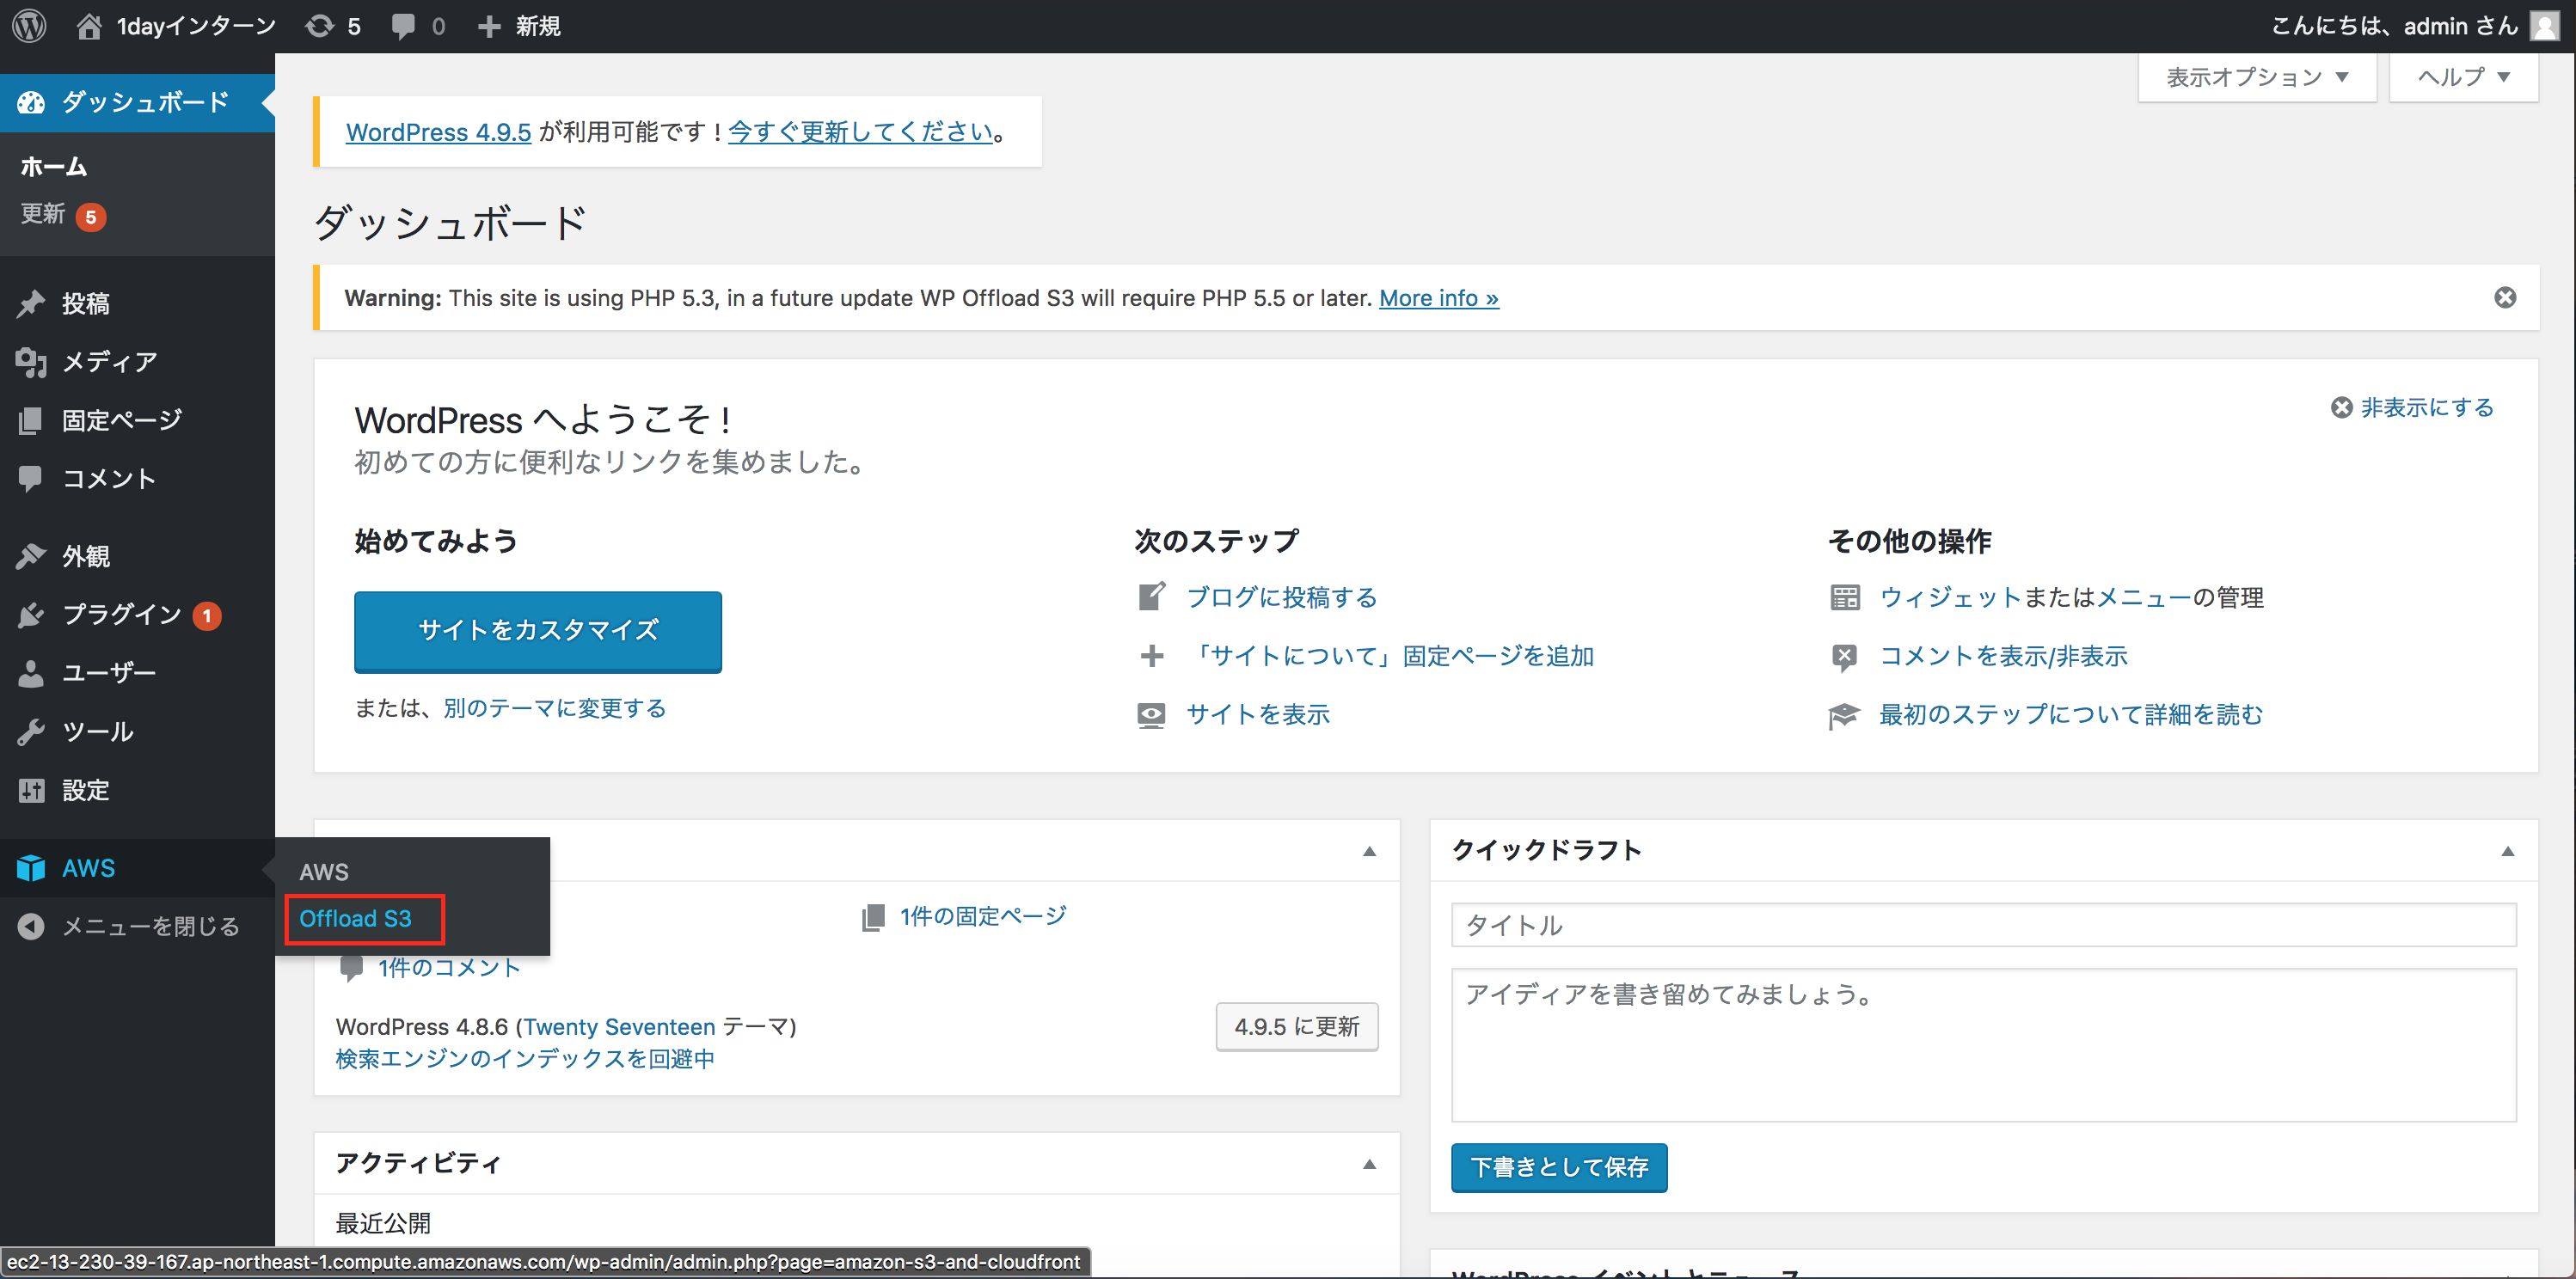 1dayインターン 5 0 新規 こんにちは、admin さん
ダッシュボード
ホーム
更新 5
投稿
メディア
固定ページ
コメント
外観
プラグイン 1
ユーザー
ツール
設定
AWS
メニューを閉じる
AWS
Offload S3
表示オプション ▼
ヘルプ ▼
WordPress 4.9.5 が利用可能です ! 今すぐ更新してください。
ダッシュボード
Warning: This site is using PHP 5.3, in a future update WP Offload S3 will require PHP 5.5 or later. More info »
WordPress へようこそ !
非表示にする
初めての方に便利なリンクを集めました。
始めてみよう
サイトをカスタマイズ
または、別のテーマに変更する
次のステップ
ブログに投稿する
「サイトについて」固定ページを追加
サイトを表示
その他の操作
ウィジェットまたはメニューの管理
コメントを表示/非表示
最初のステップについて詳細を読む
1件の固定ページ
1件のコメント
WordPress 4.8.6 (Twenty Seventeen テーマ)
4.9.5 に更新
検索エンジンのインデックスを回避中
アクティビティ
最近公開
クイックドラフト
タイトル
アイディアを書き留めてみましょう。
下書きとして保存
WordPress イベントとニュース
ec2-13-230-39-167.ap-northeast-1.compute.amazonaws.com/wp-admin/admin.php?page=amazon-s3-and-cloudfront